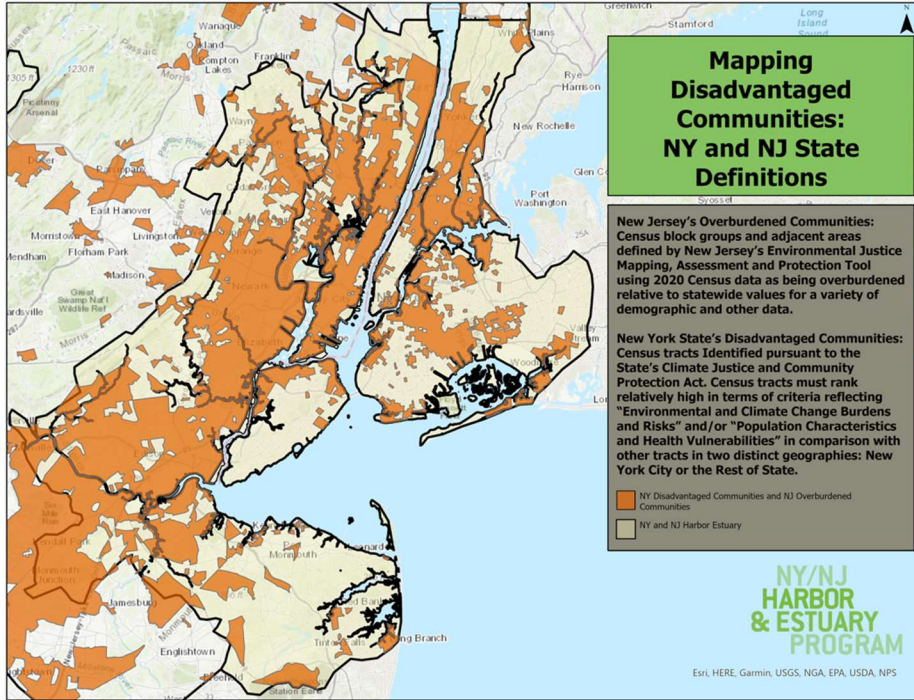 Mapping
Disadvantaged
Communities:
NY and NJ State
Definitions
New Jersey's Overburdened Communities:
Census block groups and adjacent areas
defined by New Jersey's Environmental Justice
Mapping, Assessment and Protection Tool
using 2020 Census data as being overburdened
relative to statewide values for a variety of
demographic and other data.
New York State's Disadvantaged Communities:
Census tracts Identified pursuant to the
State's Climate Justice and Community
Protection Act. Census tracts must rank
relatively high in terms of criteria reflecting
“Environmental and Climate Change Burdens
and Risks” and/or “Population Characteristics
and Health Vulnerabilities” in comparison with
other tracts in two distinct geographies: New
York City or the Rest of State.
NY Disadvantaged Communities and NJ Overburdened
Communities
NY and NJ Harbor Estuary
NY/NJ
HARBOR
& ESTUARY
PROGRAM
Esri, HERE, Garmin, USGS, NGA, EPA, USDA, NPS
N
Greenwich
Stamford
Long
Island
Sound
Wanaque
Oakland
Franklin
Lakes
1230 ft
Passaic
Morris
Picatinny
Arsenal
Rye
Harrison
New Rochelle
Port
Washington
Glen
Syosset
25A
East Hanover
Morristown
Livingston
Florham Park
Madison
Great
Swamp Nat'l
Wildlife Ref
Morris
Newark
Valley
Monmouth
Jamesburg
Englishtown
Red Bank
Tinton Falls
Long Branch